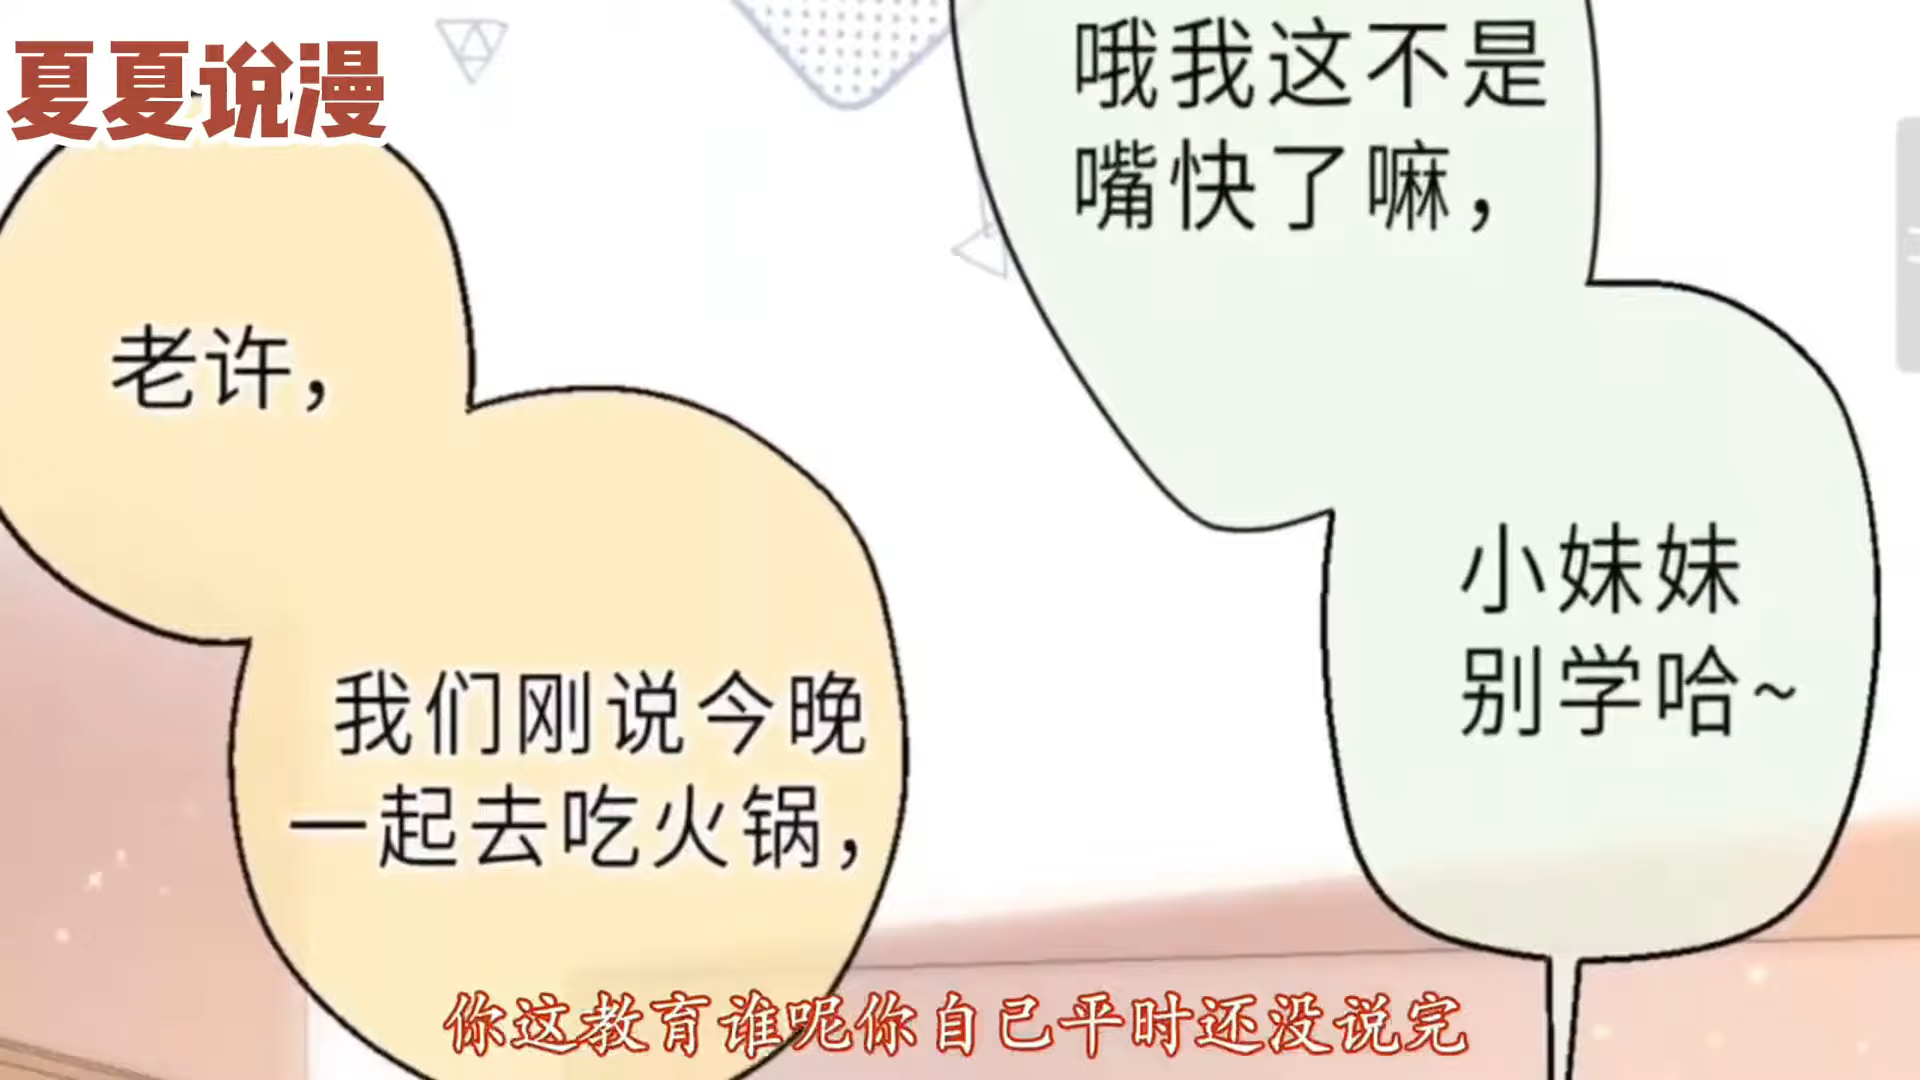 夏夏说漫
哦我这不是
嘴快了嘛，
老许，
小妹妹
别学哈~
我们刚说今晚
一起去吃火锅，
你这教育谁呢你自己平时还没说完